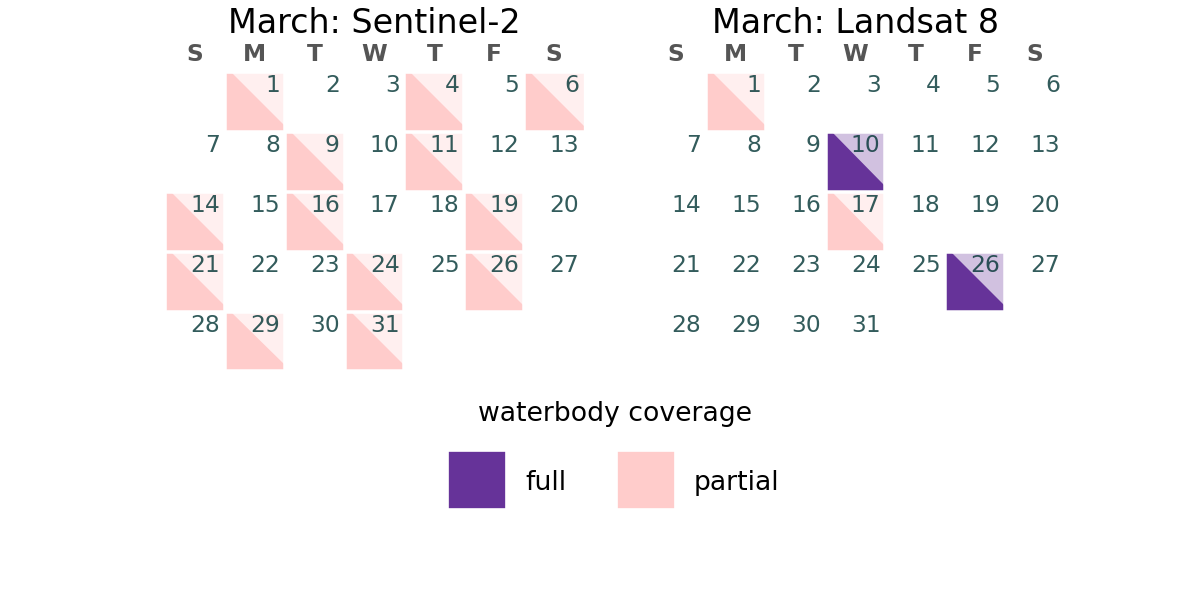 March: Sentinel-2
S M T W T F S
1 2 3 4 5 6
7 8 9 10 11 12 13
14 15 16 17 18 19 20
21 22 23 24 25 26 27
28 29 30 31
March: Landsat 8
S M T W T F S
1 2 3 4 5 6
7 8 9 10 11 12 13
14 15 16 17 18 19 20
21 22 23 24 25 26 27
28 29 30 31
waterbody coverage
full partial